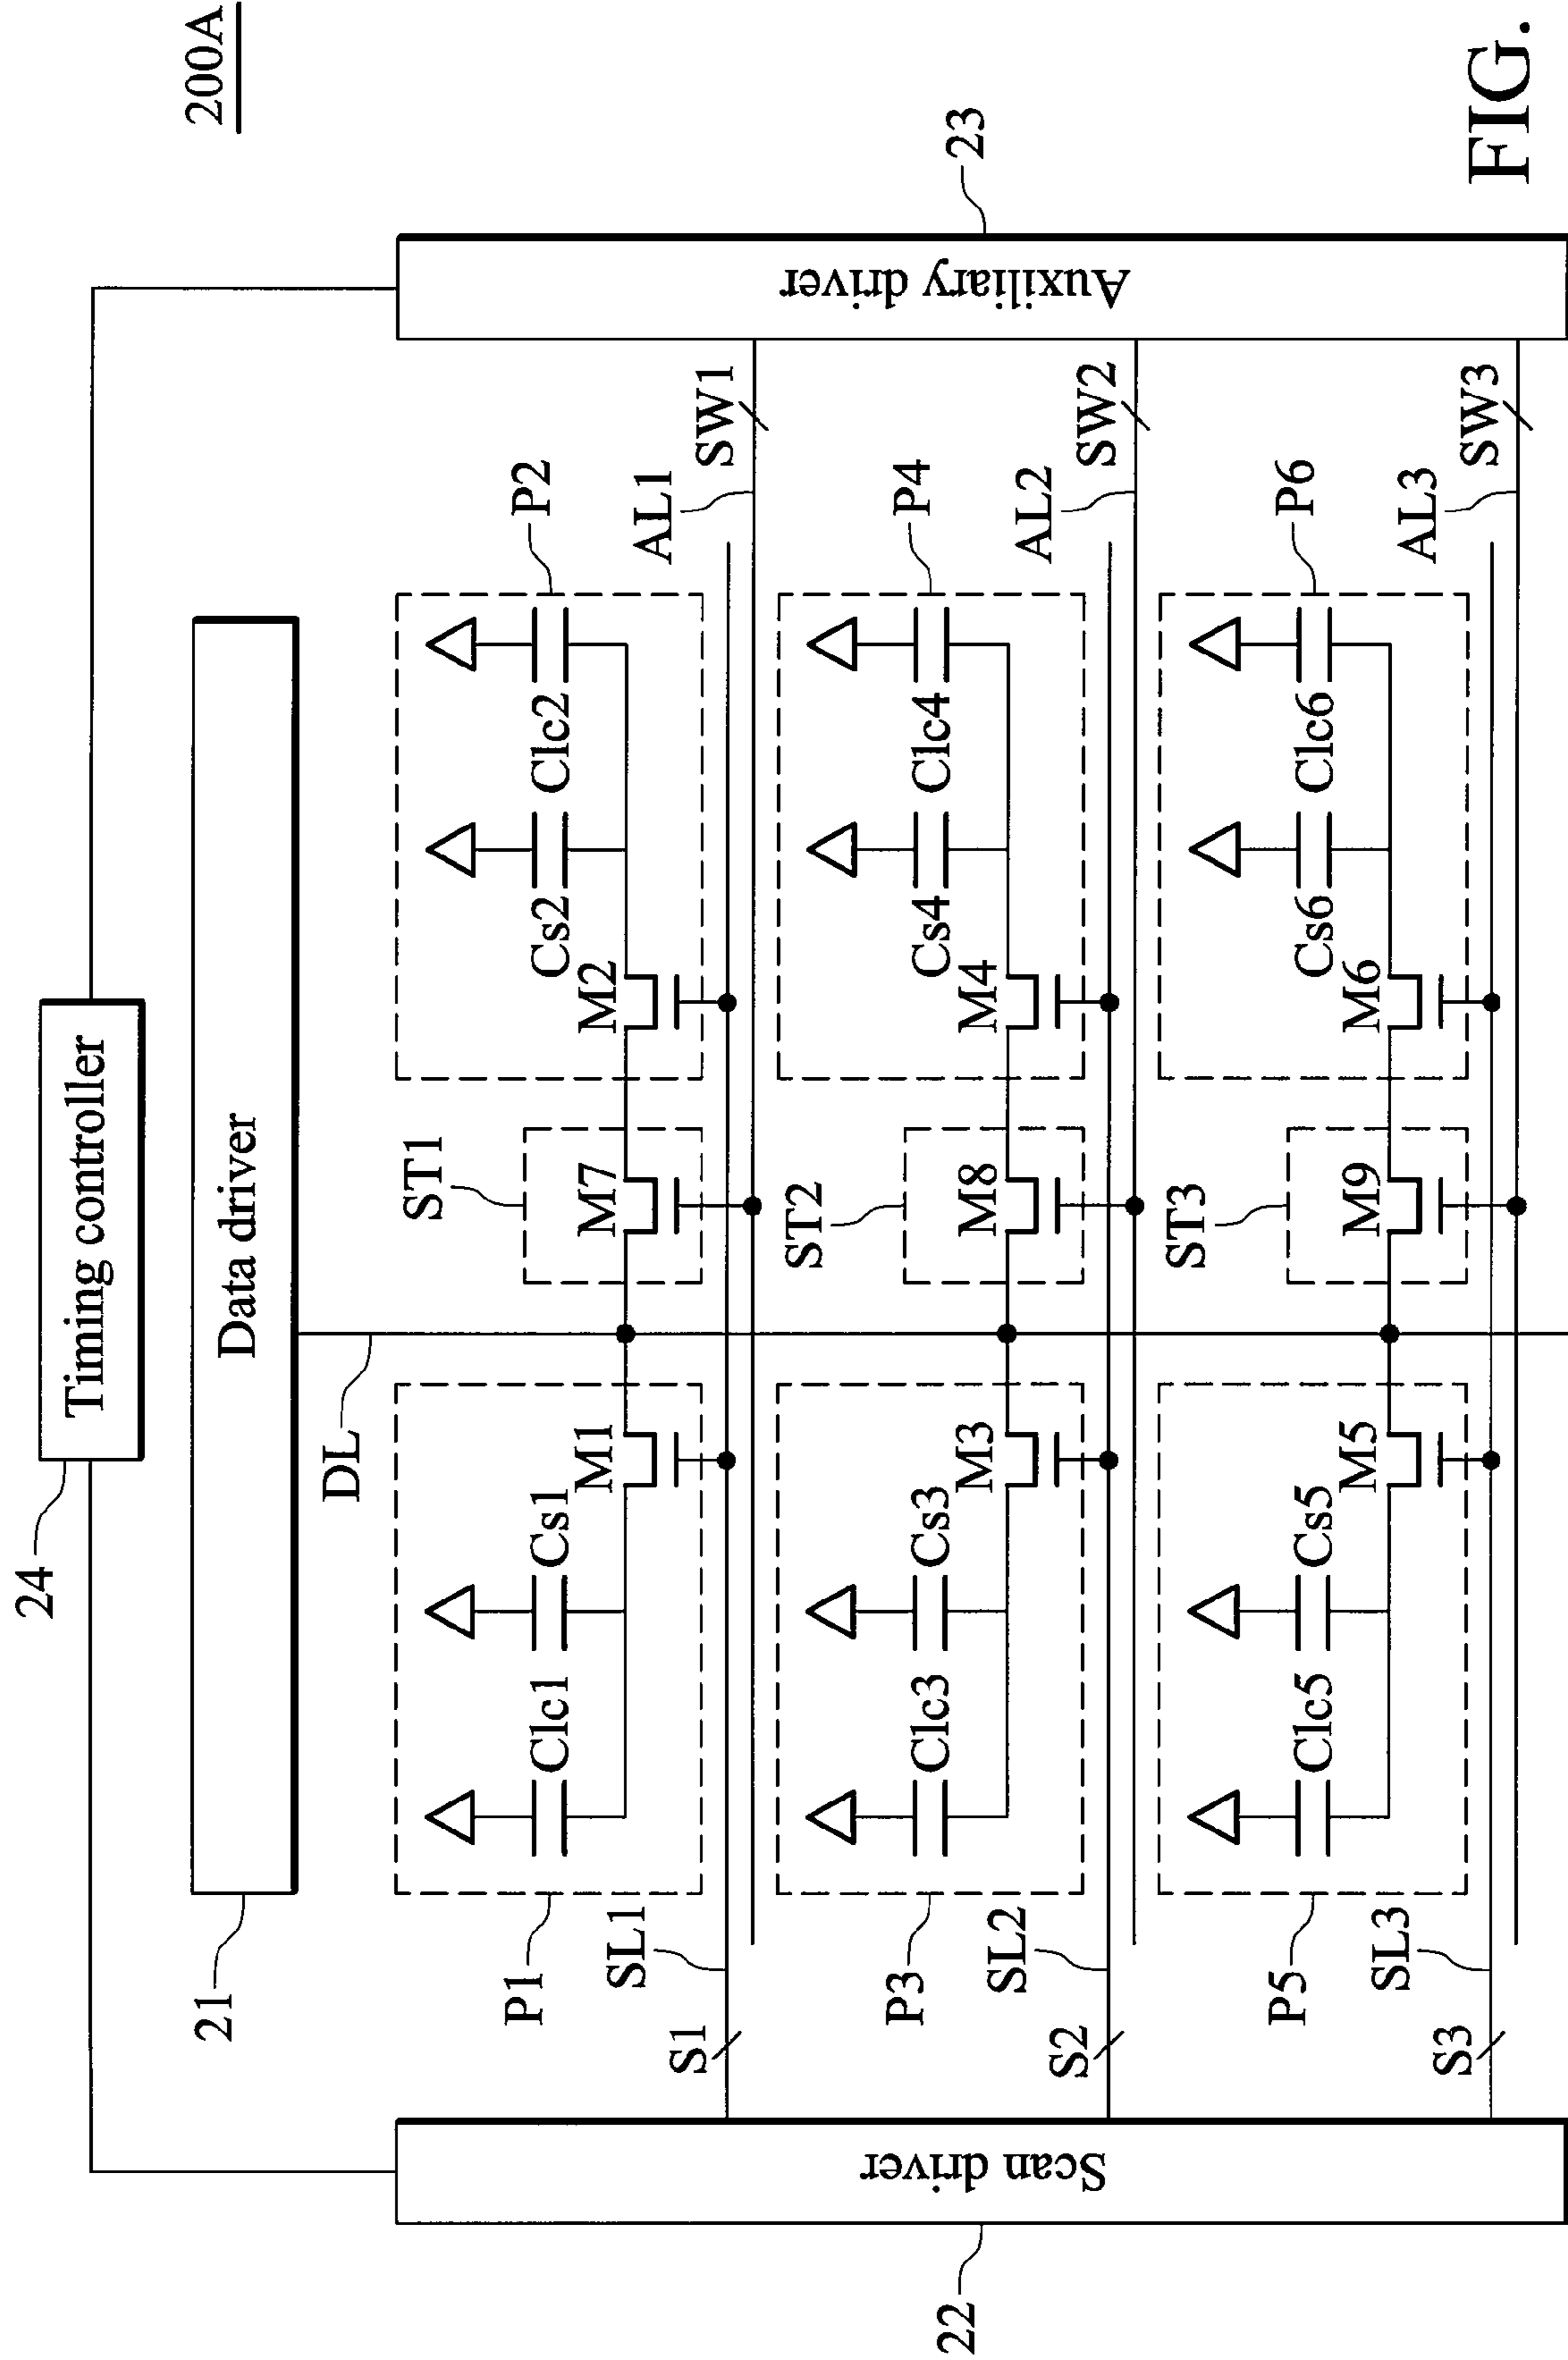 200A
24
Timing controller
21
Data driver
DL
ST1
P1
Clc1
Cs1
M1
M7
M2
Cs2
Clc2
P2
SL1
AL1
S1
SW1
22
Scan driver
Auxiliary driver
23
ST2
P3
Clc3
Cs3
M3
M8
M4
Cs4
Clc4
P4
SL2
AL2
S2
SW2
ST3
P5
Clc5
Cs5
M5
M9
M6
Cs6
Clc6
P6
SL3
AL3
S3
SW3
FIG.